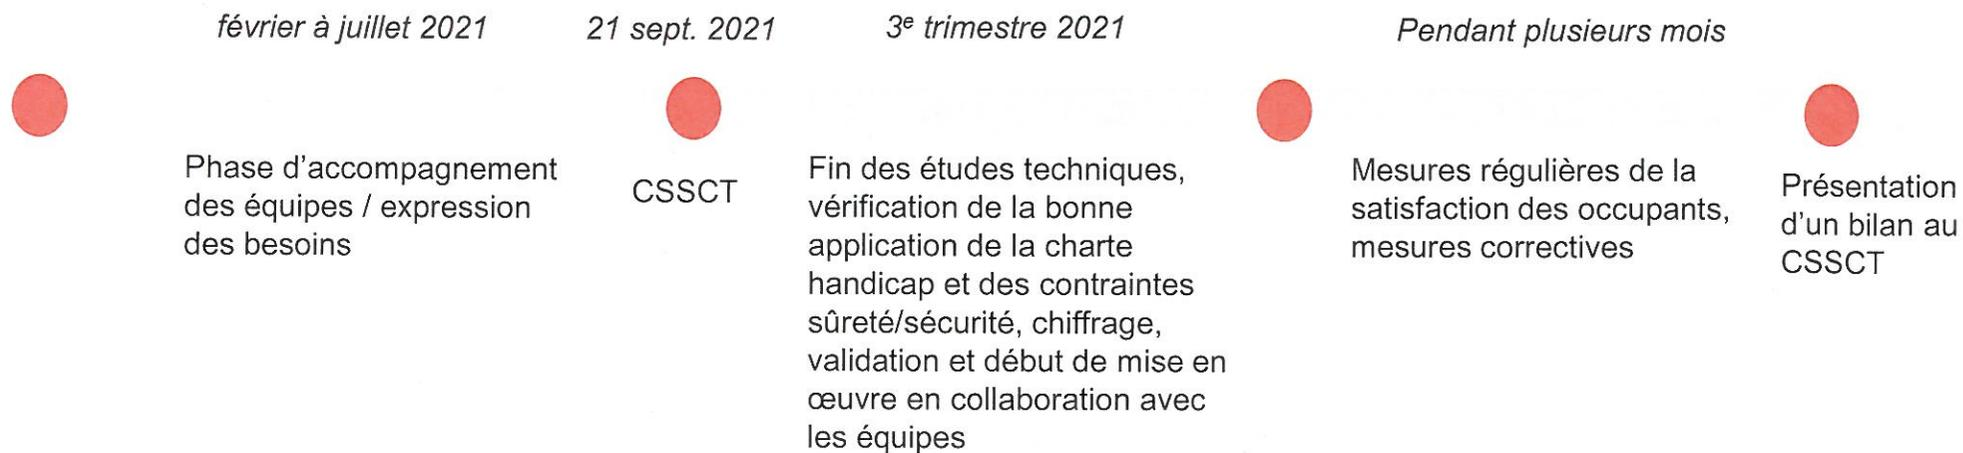 février à juillet 2021
21 sept. 2021
3e trimestre 2021
Pendant plusieurs mois
Phase d'accompagnement
des équipes / expression
des besoins
CSSCT
Fin des études techniques,
vérification de la bonne
application de la charte
handicap et des contraintes
sûreté/sécurité, chiffrage,
validation et début de mise en
œuvre en collaboration avec
les équipes
Mesures régulières de la
satisfaction des occupants,
mesures correctives
Présentation
d'un bilan au
CSSCT